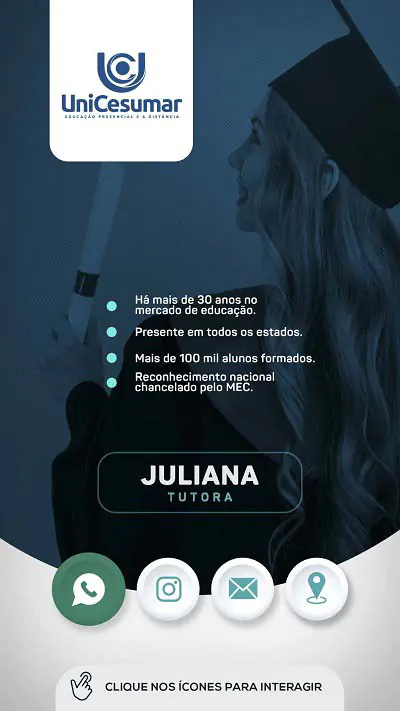 UniCesumar
EDUCAÇÃO PRESENCIAL E A DISTÂNCIA
Há mais de 30 anos no
mercado de educação.
Presente em todos os estados.
Mais de 100 mil alunos formados.
Reconhecimento nacional
chancelado pelo MEC.
JULIANA
TUTORA
CLIQUE NOS ÍCONES PARA INTERAGIR